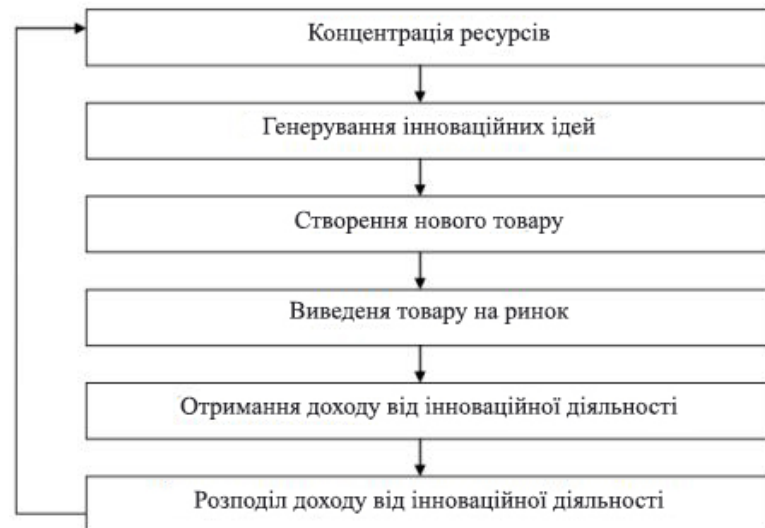 Концентрація ресурсів
Генерування інноваційних ідей
Створення нового товару
Виведеня товару на ринок
Отримання доходу від інноваційної діяльності
Розподіл доходу від інноваційної діяльності